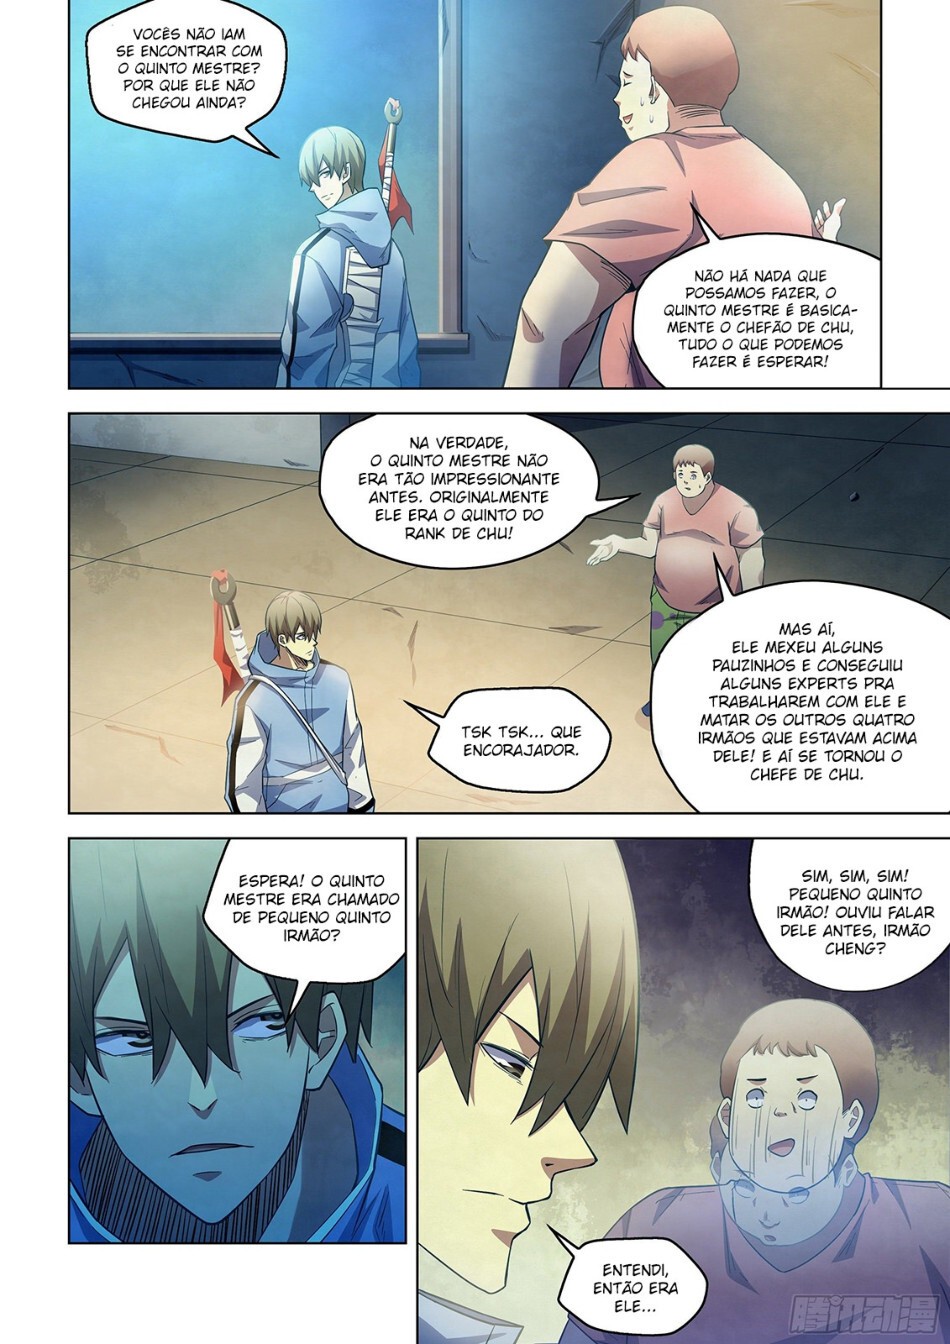 VOCÊS NÃO IAM
SE ENCONTRAR COM
O QUINTO MESTRE?
POR QUE ELE NÃO
CHEGOU AINDA?
NÃO HÁ NADA QUE
POSSAMOS FAZER, O
QUINTO MESTRE É BASICA-
MENTE O CHEFÃO DE CHU,
TUDO O QUE PODEMOS
FAZER É ESPERAR!
NA VERDADE,
O QUINTO MESTRE NÃO
ERA TÃO IMPRESSIONANTE
ANTES. ORIGINALMENTE
ELE ERA O QUINTO DO
RANK DE CHU!
MAS AÍ,
ELE MEXEU ALGUNS
PAUZINHOS E CONSEGUIU
ALGUNS EXPERTS PRA
TRABALHAREM COM ELE E
MATAR OS OUTROS QUATRO
IRMÃOS QUE ESTAVAM ACIMA
DELE! E AÍ SE TORNOU O
CHEFE DE CHU.
TSK TSK... QUE
ENCORAJADOR.
ESPERA! O QUINTO
MESTRE ERA CHAMADO
DE PEQUENO QUINTO
IRMÃO?
SIM, SIM, SIM!
PEQUENO QUINTO
IRMÃO! OUVIU FALAR
DELE ANTES, IRMÃO
CHENG?
ENTENDI,
ENTÃO ERA
ELE...
腾讯动漫